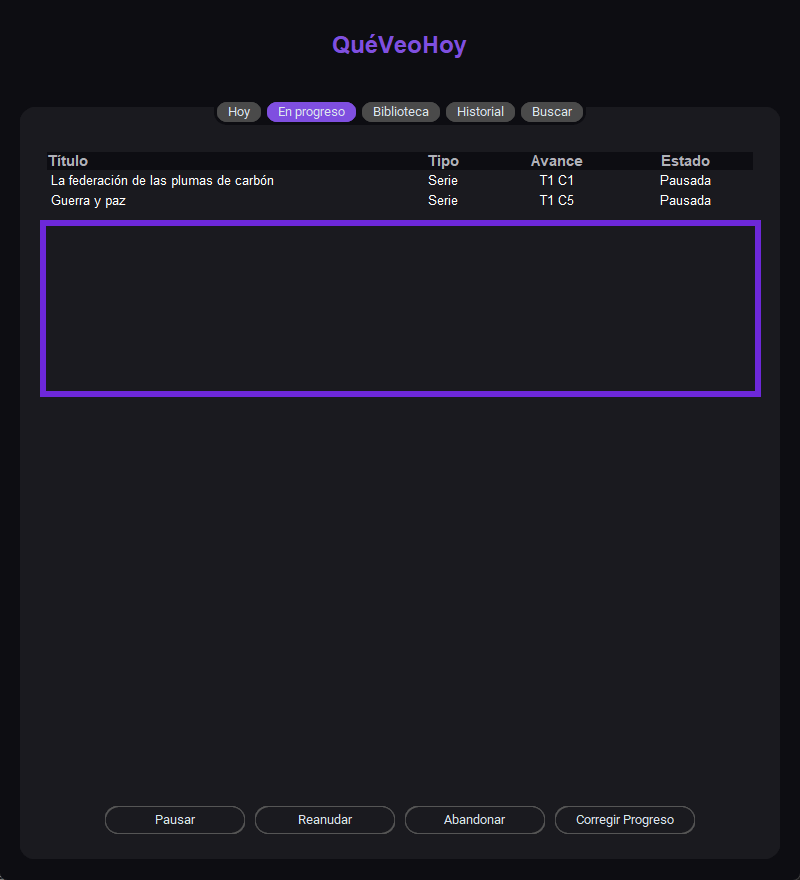 QuéVeoHoy
Hoy En progreso Biblioteca Historial Buscar
Título Tipo Avance Estado
La federación de las plumas de carbón Serie T1 C1 Pausada
Guerra y paz Serie T1 C5 Pausada
Pausar Reanudar Abandonar Corregir Progreso